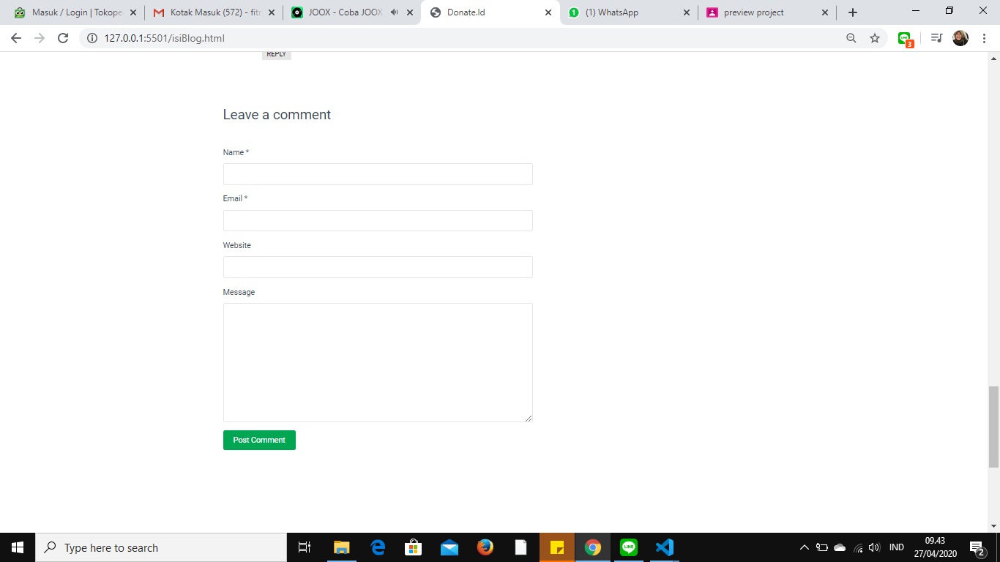 Masuk / Login | Tokope
Kotak Masuk (572) - fitr
JOOX - Coba JOOX
Donate.Id
1 (1) WhatsApp
preview project
127.0.0.1:5501/isiBlog.html
3
REPLY
Leave a comment
Name *
Email *
Website
Message
Post Comment
Type here to search
IND
09.43
27/04/2020
2